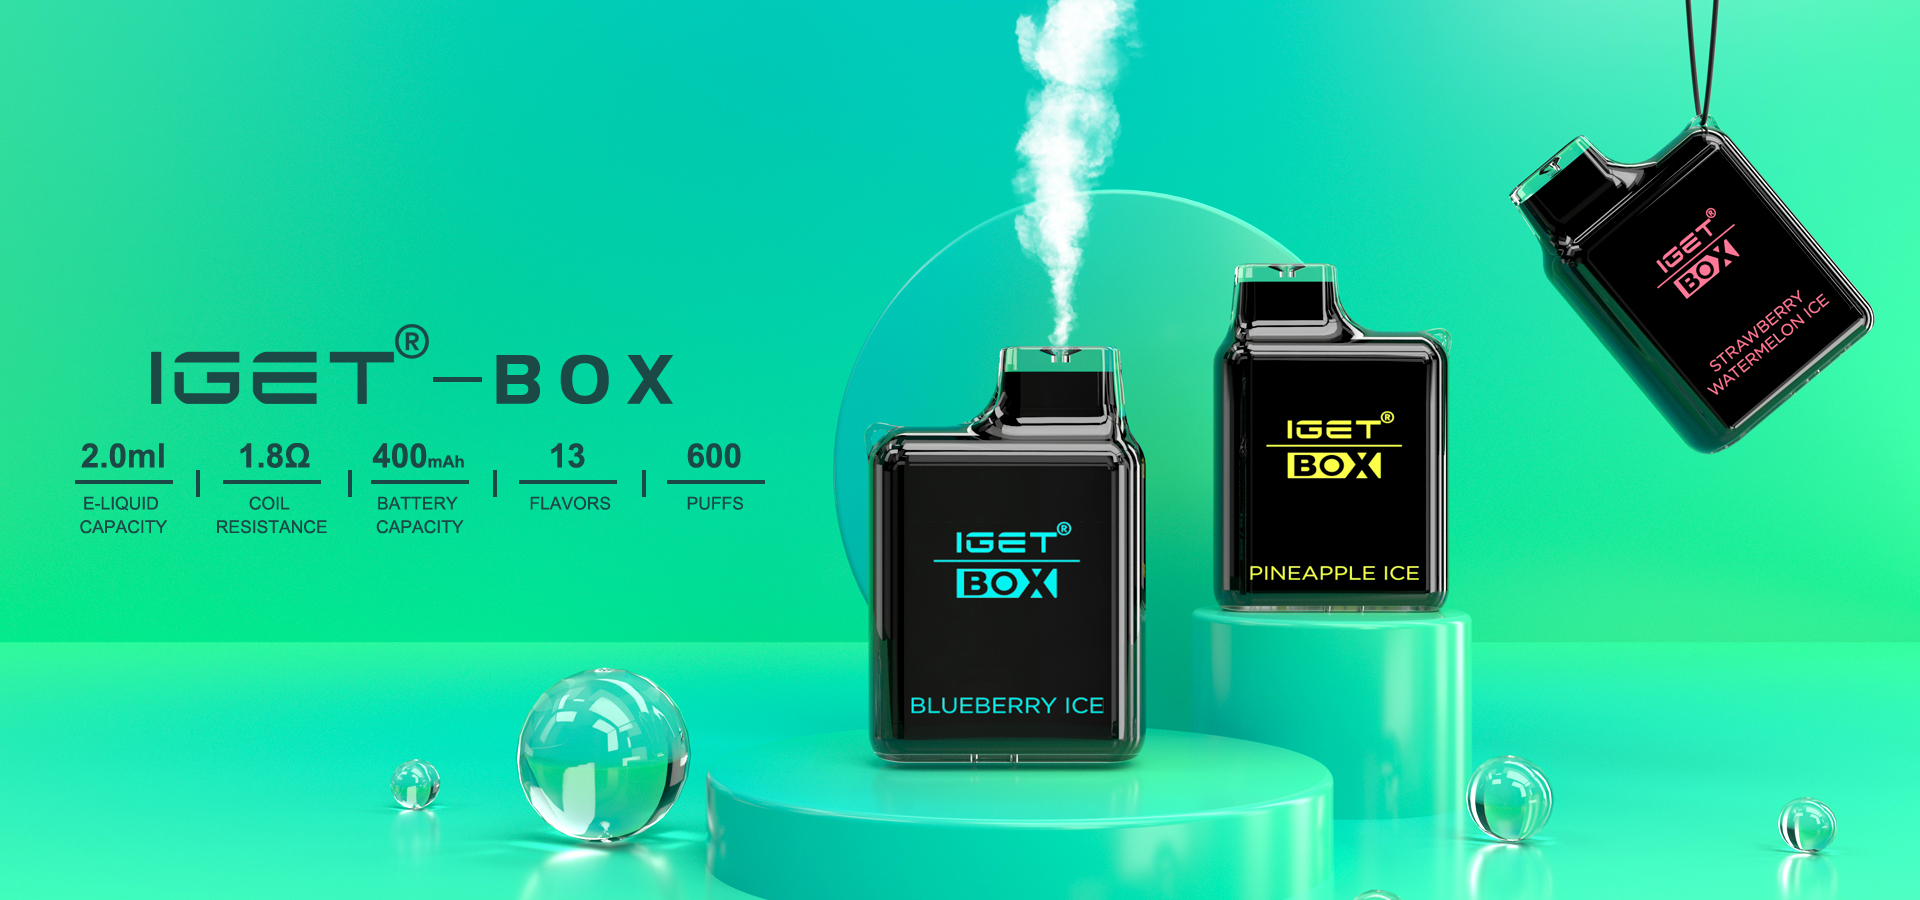 IGET®—BOX
2.0ml
E-LIQUID
CAPACITY
1.8Ω
COIL
RESISTANCE
400mAh
BATTERY
CAPACITY
13
FLAVORS
600
PUFFS
IGET®
BOX
BLUEBERRY ICE
IGET®
BOX
PINEAPPLE ICE
IGET®
BOX
STRAWBERRY
WATERMELON ICE